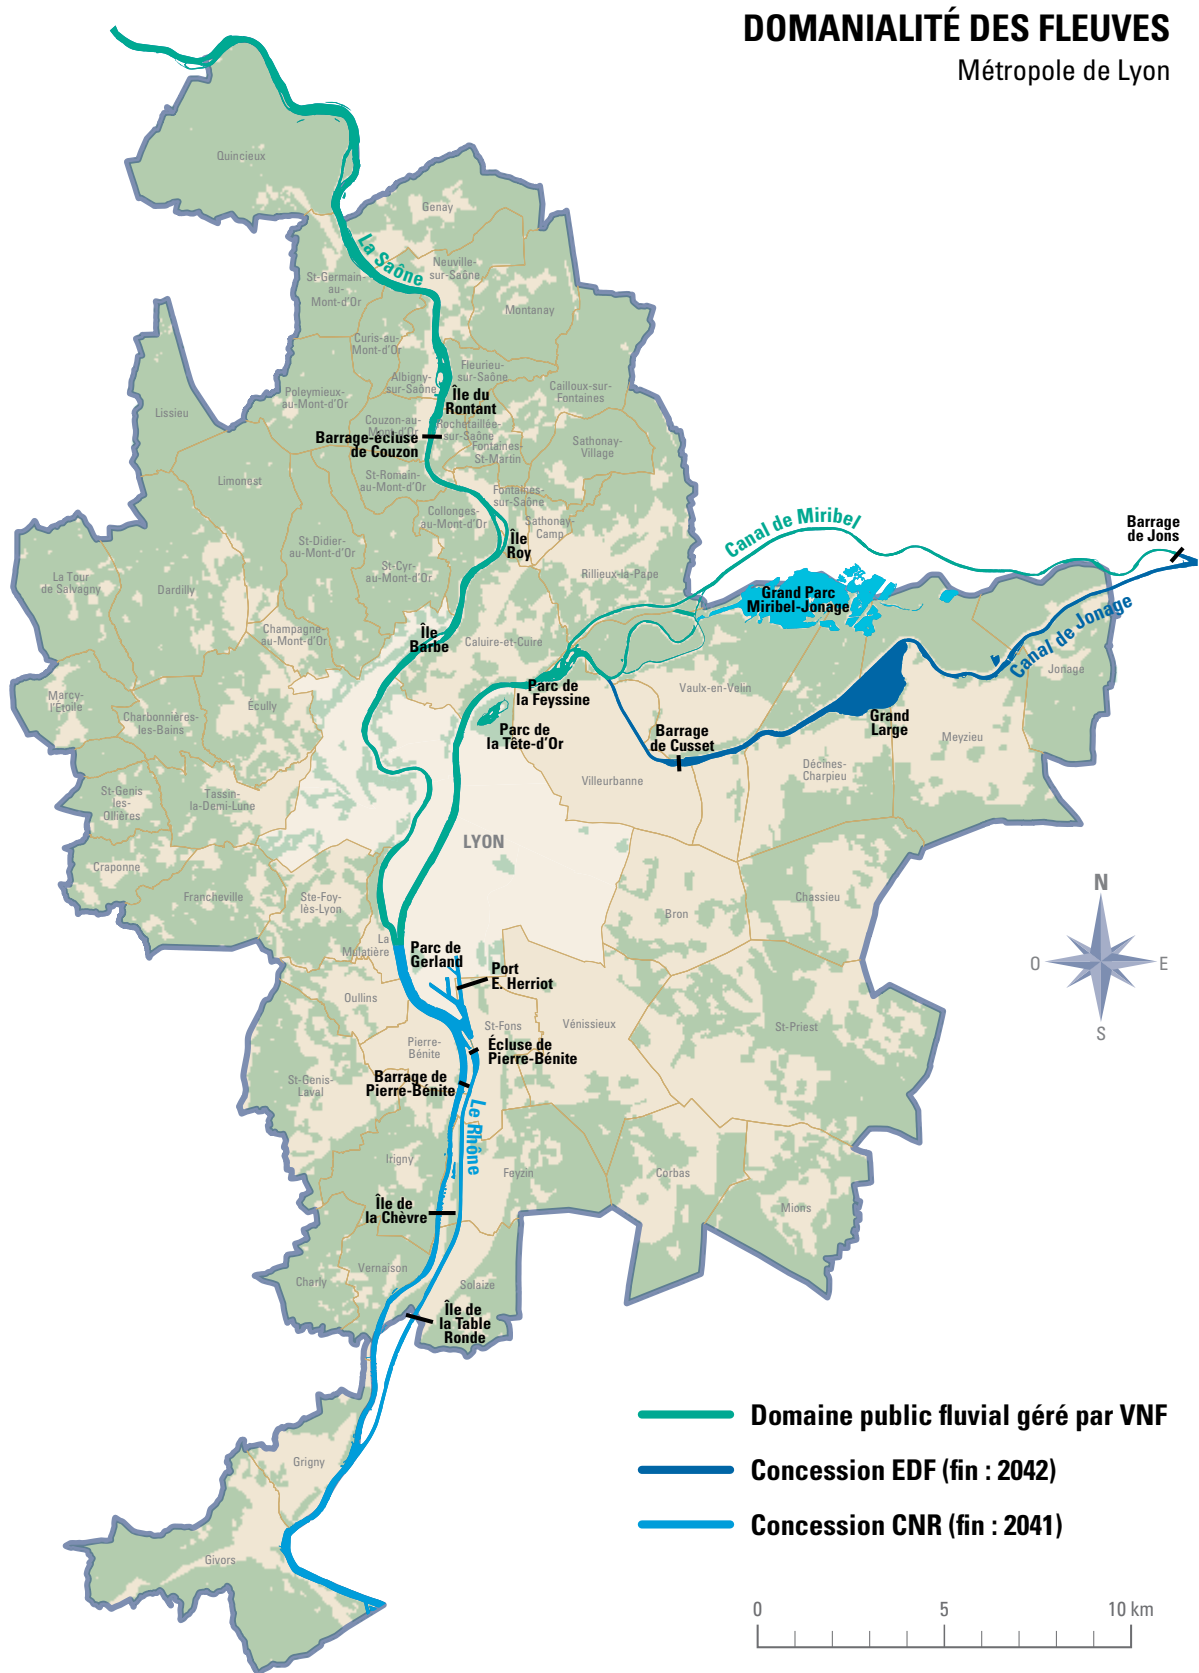 DOMANIALITÉ DES FLEUVES
Métropole de Lyon
Quincieux
Genay
La Saône
Neuville-
sur-Saône
St-Germain-
au-
Mont-d'Or
Montanay
Curis-au-
Mont-d'Or
Fleurieu-
sur-Saône
Albigny-
sur-Saône
Cailloux-sur-
Fontaines
Poleymieux-
au-Mont-d'Or
Île du
Rontant
Lissieu
Couzon-au-
Mont-d'Or
Rochetaillée-
sur-Saône
Barrage-écluse
de Couzon
Fontaines-
St-Martin
Sathonay-
Village
Limonest
St-Romain-
au-Mont-d'Or
Fontaines-
sur-Saône
Collonges-
au-Mont-d'Or
Sathonay-
Camp
Canal de Miribel
Barrage
de Jons
St-Didier-
au-Mont-d'Or
Île
Roy
La Tour
de Salvagny
Dardilly
St-Cyr-
au-Mont-d'Or
Rillieux-la-Pape
Grand Parc
Miribel-Jonage
Canal de Jonage
Champagne-
au-Mont-d'Or
Île
Barbe
Caluire-et-Cuire
Jonage
Marcy-
l'Étoile
Charbonnières-
les-Bains
Écully
Parc de
la Feyssine
Vaulx-en-Velin
Grand
Large
Parc de
la Tête-d'Or
Barrage
de Cusset
Meyzieu
Villeurbanne
Décines-
Charpieu
St-Genis
les-
Ollières
Tassin-
la-Demi-Lune
LYON
Craponne
Francheville
Ste-Foy-
lès-Lyon
Bron
Chassieu
N
O
E
S
La
Mulatière
Parc de
Gerland
Port
E. Herriot
Oullins
St-Fons
Vénissieux
St-Priest
Pierre-
Bénite
Écluse de
Pierre-Bénite
St-Genis-
Laval
Barrage de
Pierre-Bénite
Le Rhône
Irigny
Feyzin
Corbas
Mions
Île de
la Chèvre
Vernaison
Charly
Solaize
Île de
la Table
Ronde
Grigny
Givors
Domaine public fluvial géré par VNF
Concession EDF (fin : 2042)
Concession CNR (fin : 2041)
0
5
10 km